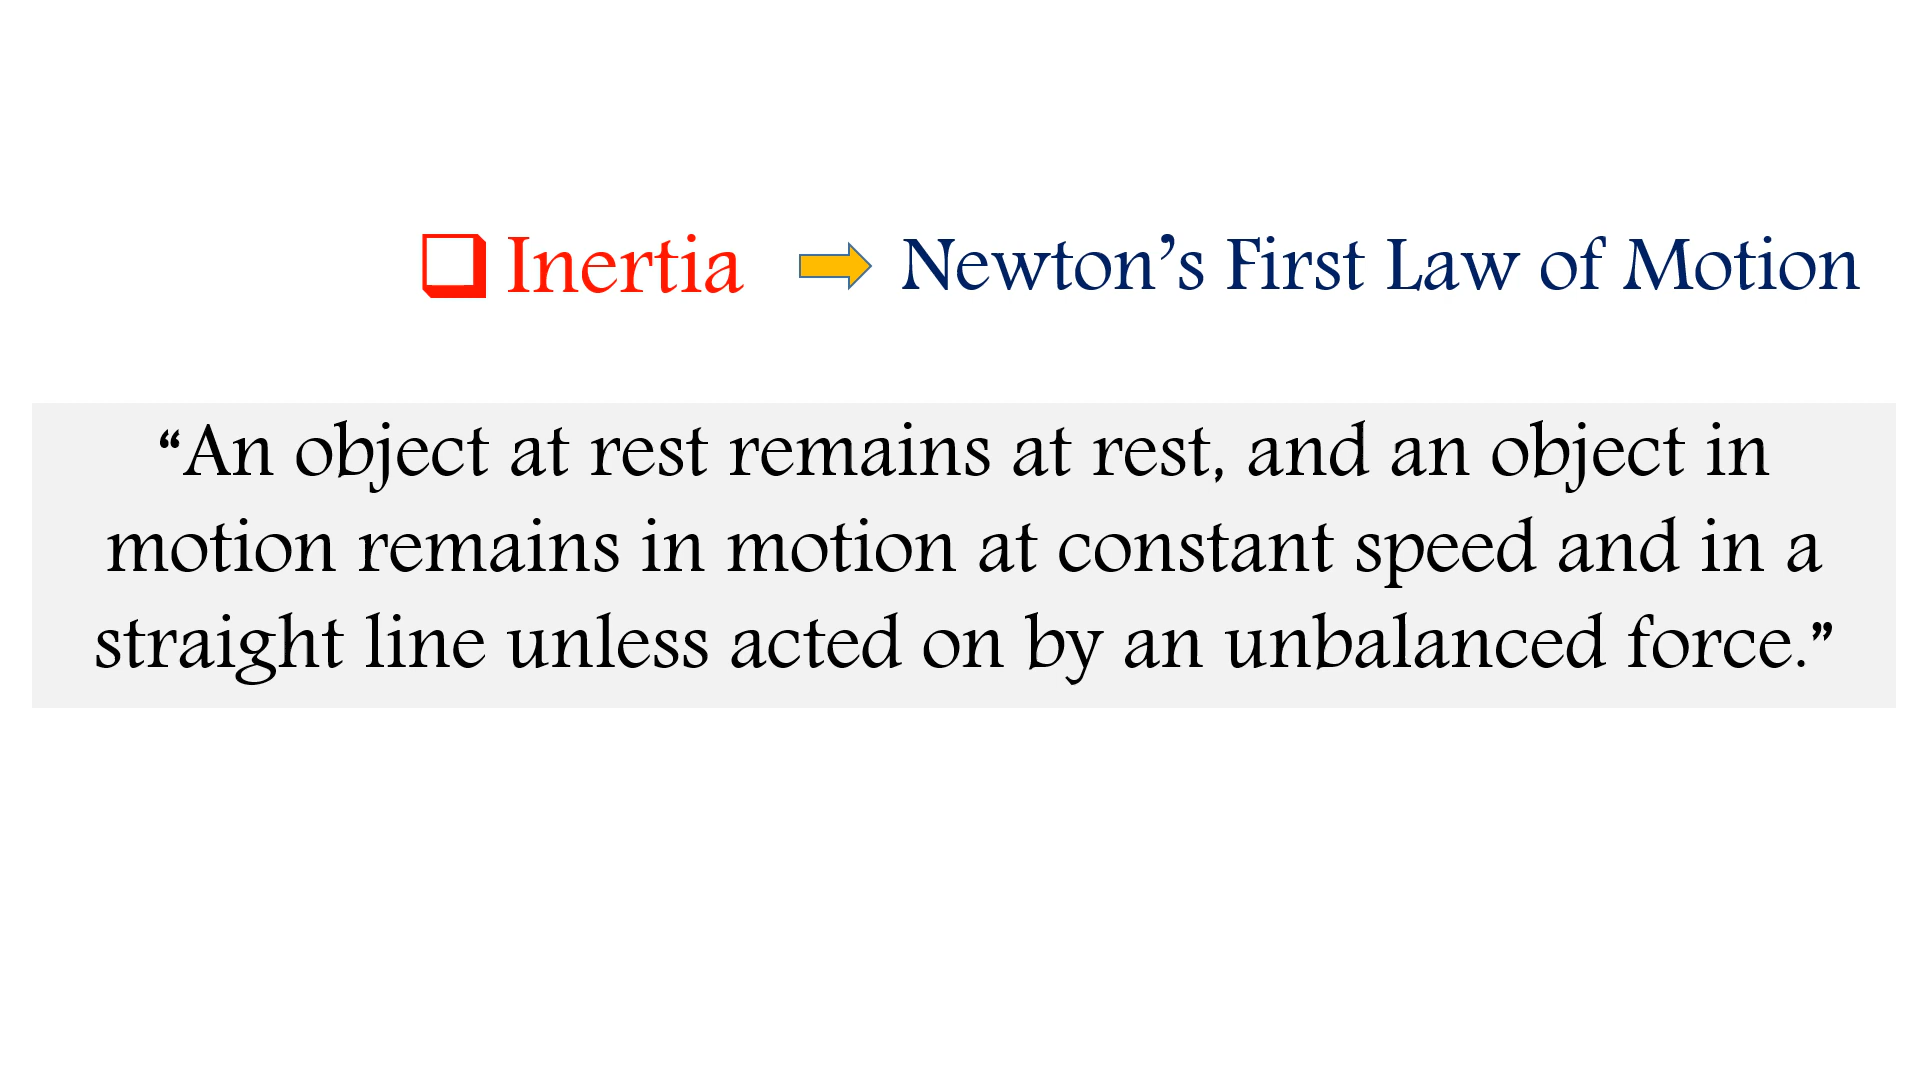 ❑ Inertia Newton’s First Law of Motion
“An object at rest remains at rest, and an object in
motion remains in motion at constant speed and in a
straight line unless acted on by an unbalanced force.”